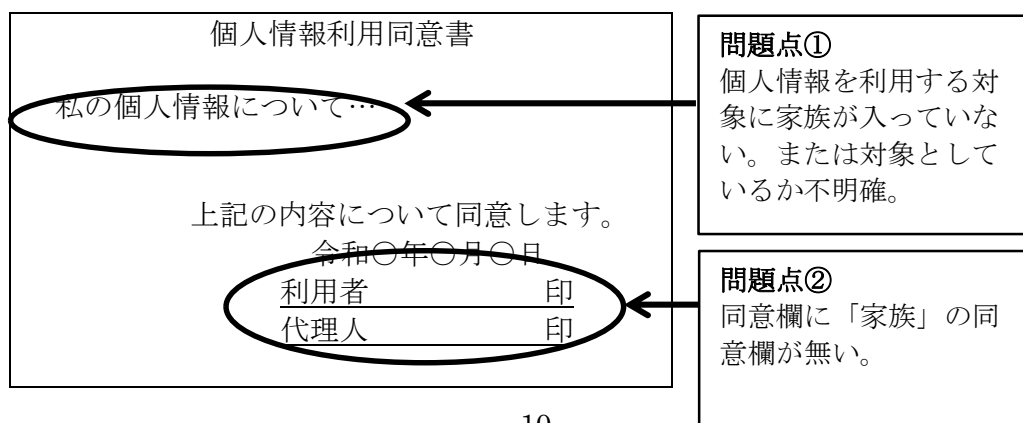 個人情報利用同意書
私の個人情報について…
上記の内容について同意します。
令和〇年〇月〇日
利用者 印
代理人 印
問題点①
個人情報を利用する対
象に家族が入っていな
い。または対象として
いるか不明確。
問題点②
同意欄に「家族」の同
意欄が無い。